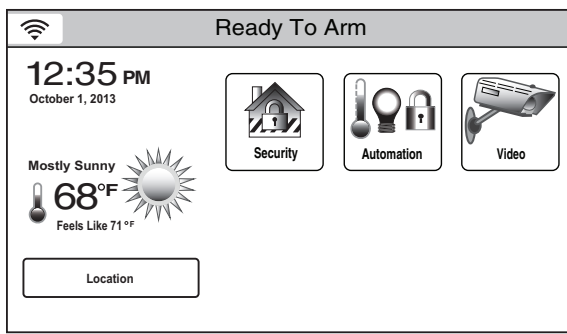 Ready To Arm
12:35 PM
October 1, 2013
Security
Automation
Video
Mostly Sunny
68°F
Feels Like 71°F
Location